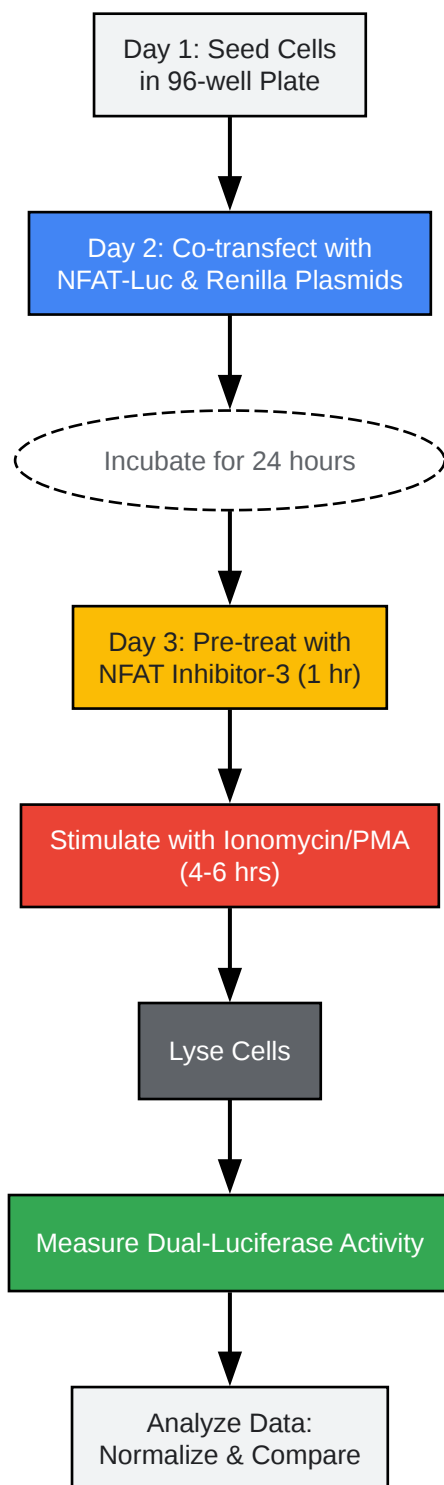 Day 1: Seed Cells
in 96-well Plate
Day 2: Co-transfect with
NFAT-Luc & Renilla Plasmids
Incubate for 24 hours
Day 3: Pre-treat with
NFAT Inhibitor-3 (1 hr)
Stimulate with Ionomycin/PMA
(4-6 hrs)
Lyse Cells
Measure Dual-Luciferase Activity
Analyze Data:
Normalize & Compare